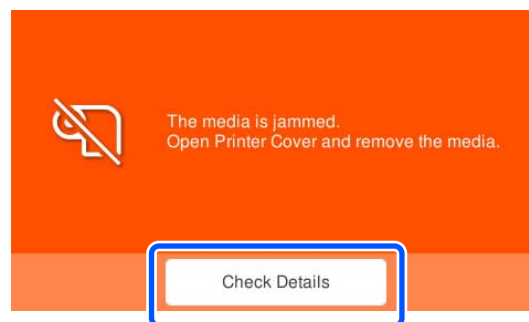 The media is jammed.
Open Printer Cover and remove the media.
Check Details